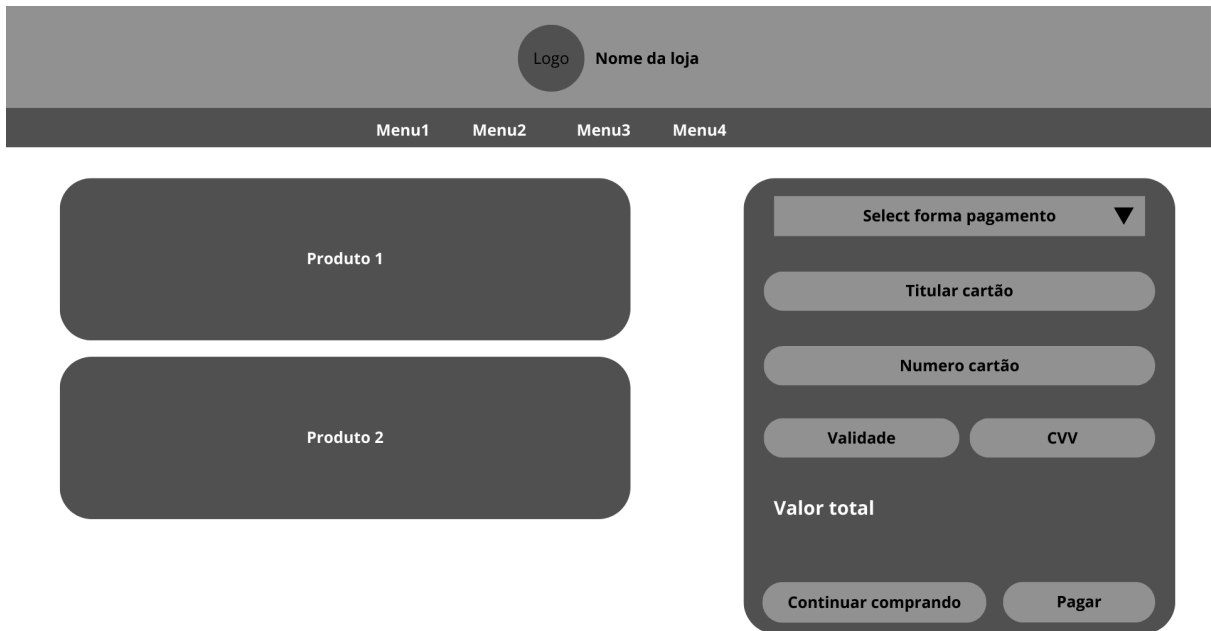 Logo
Nome da loja
Menu1 Menu2 Menu3 Menu4
Produto 1
Produto 2
Select forma pagamento
Titular cartão
Numero cartão
Validade CVV
Valor total
Continuar comprando Pagar